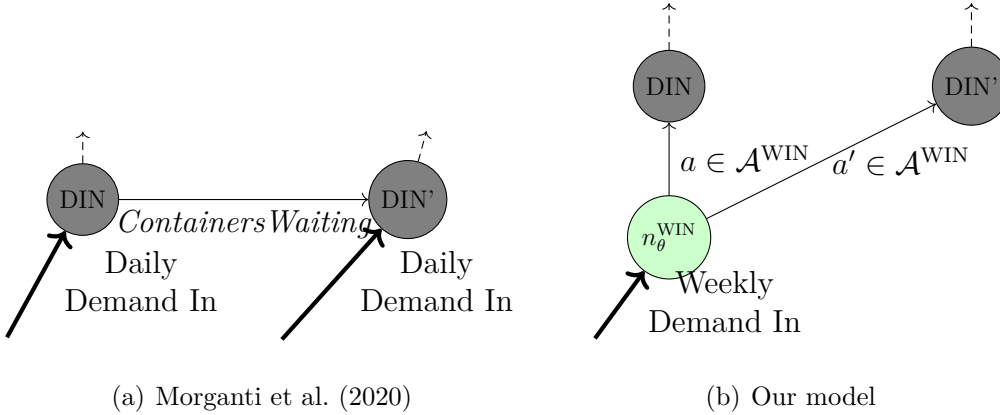 DIN
DIN'
DIN
DIN'
ContainersWaiting
a ∈ 𝒜^WIN
a′ ∈ 𝒜^WIN
n_θ^WIN
Daily
Demand In
Daily
Demand In
Weekly
Demand In
(a) Morganti et al. (2020)
(b) Our model